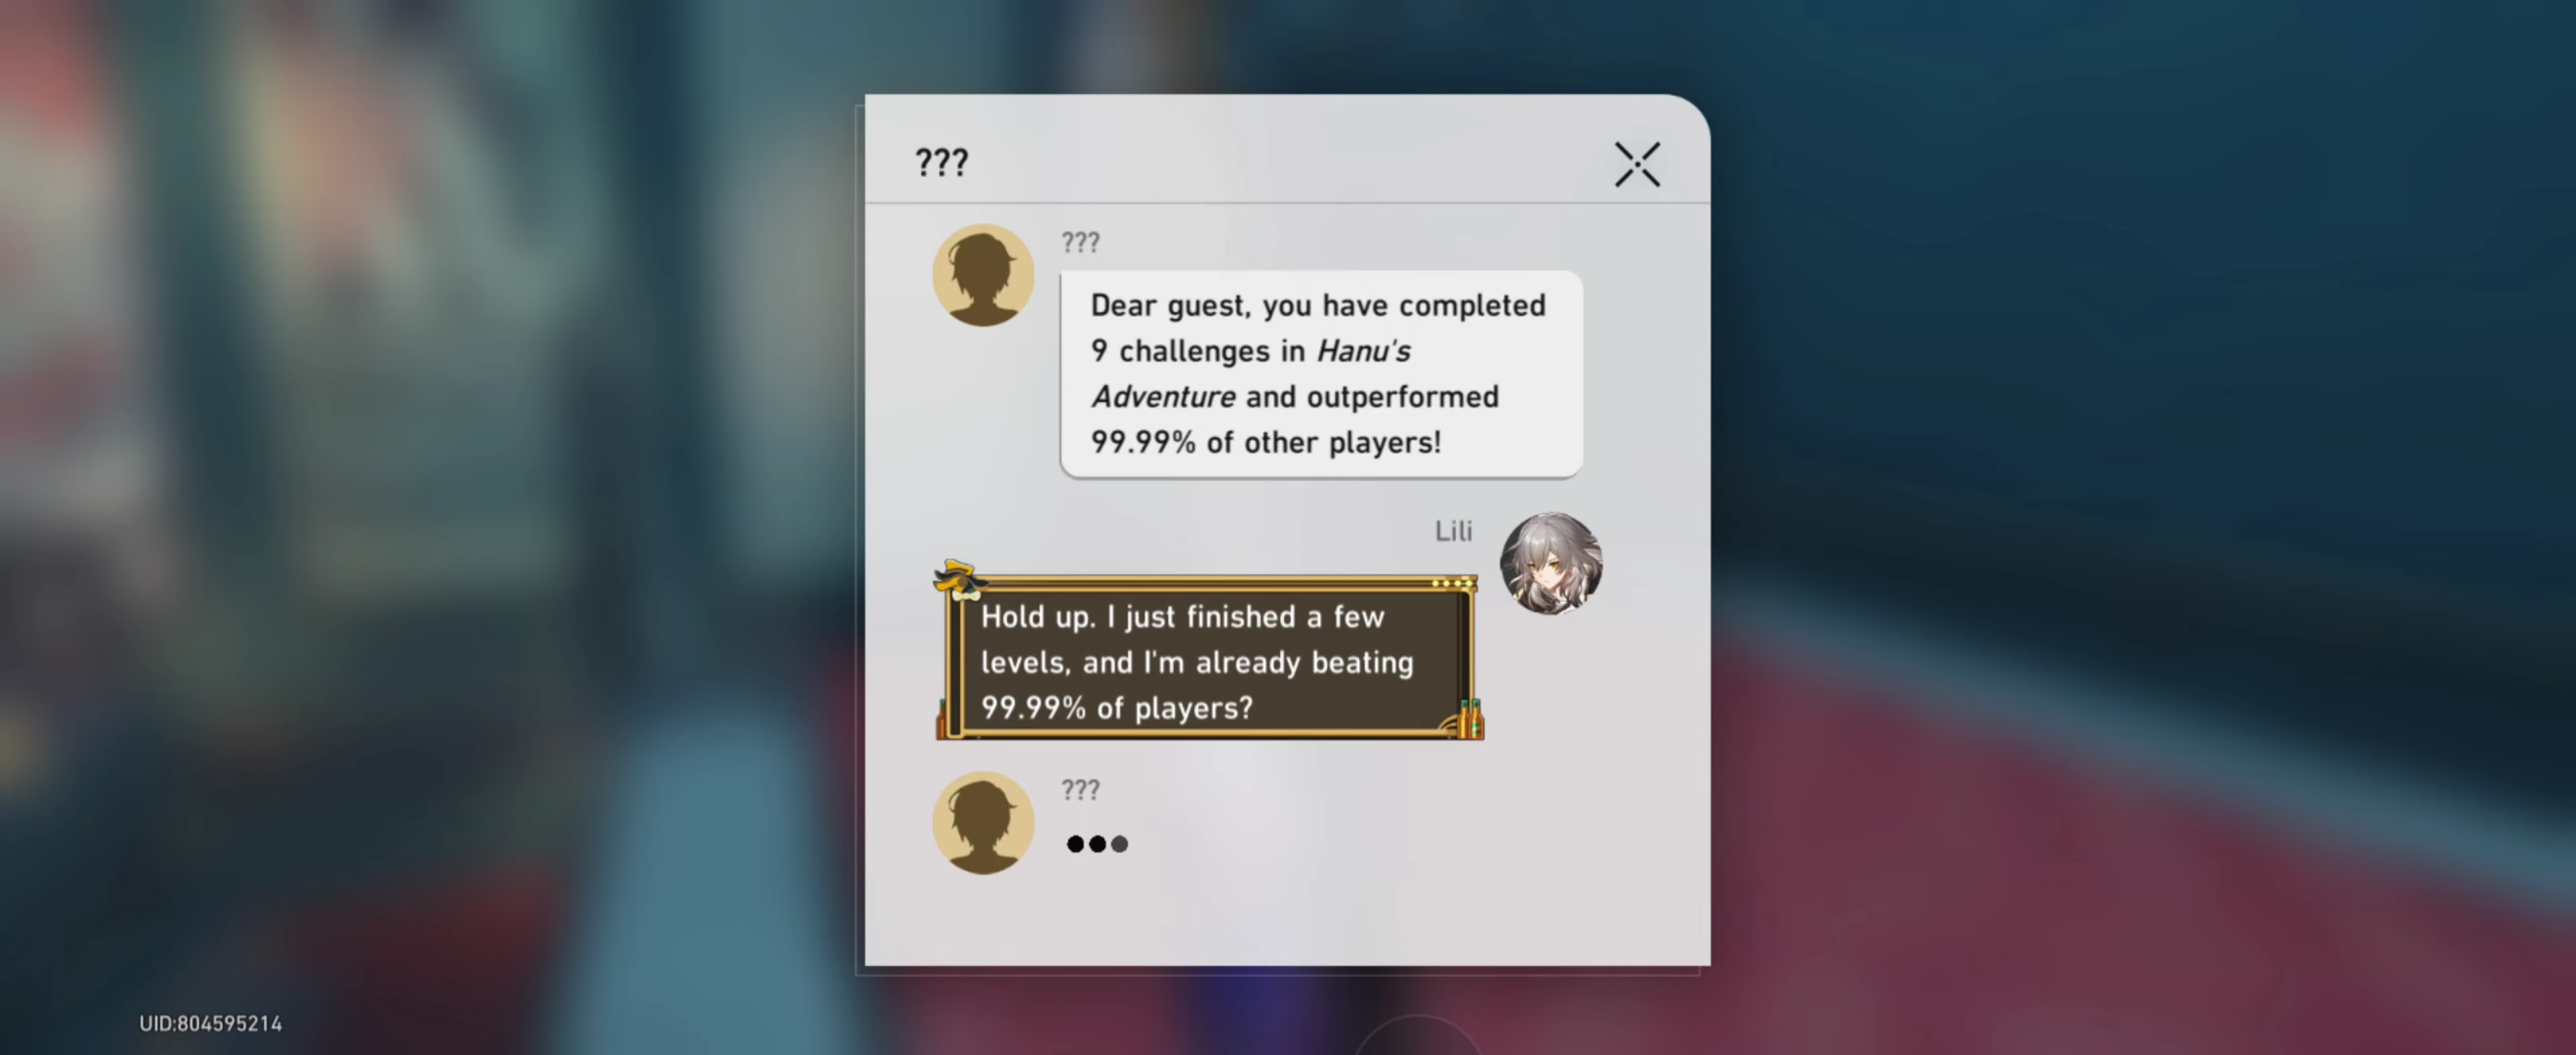 ???
???
Dear guest, you have completed
9 challenges in Hanu's
Adventure and outperformed
99.99% of other players!
Lili
Hold up. I just finished a few
levels, and I'm already beating
99.99% of players?
???
UID:804595214